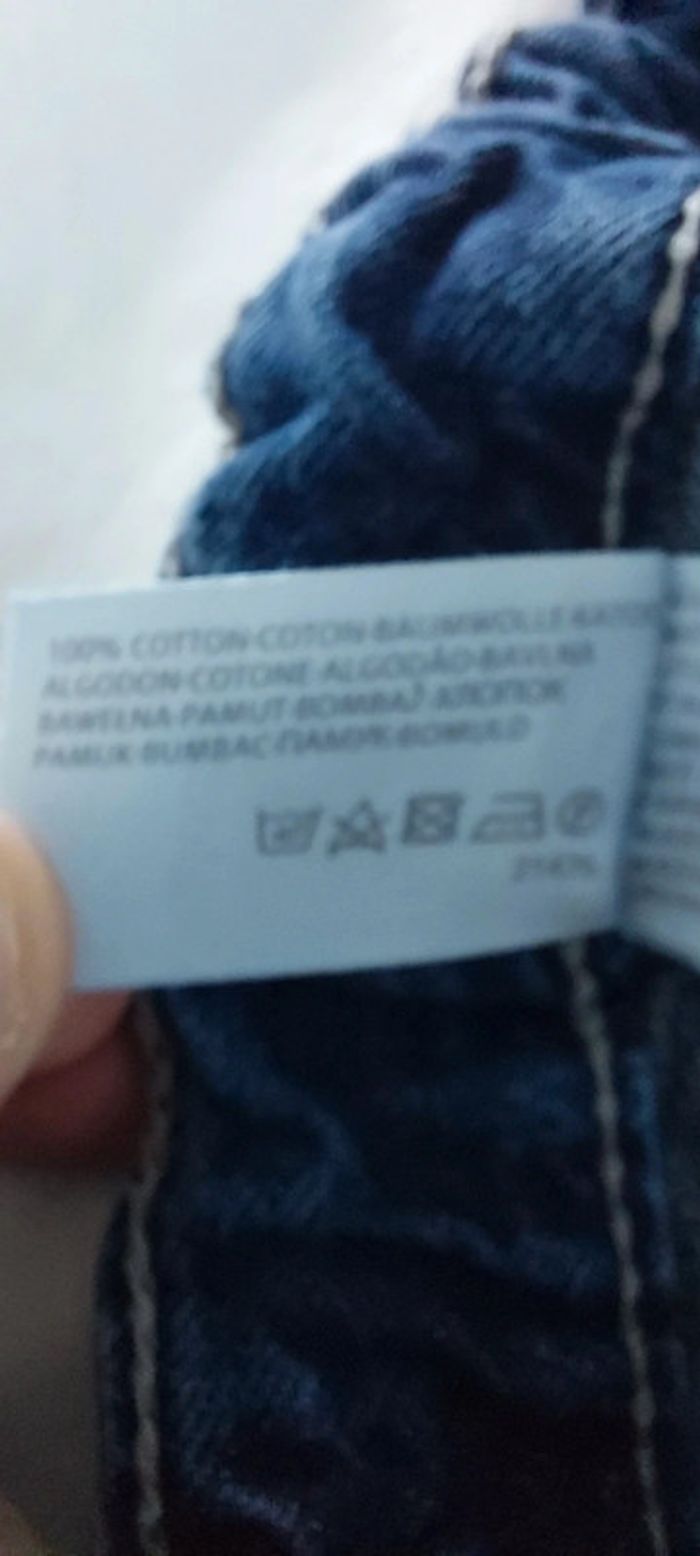 100% COTTON·COTON·BAUMWOLLE·KATOEN
ALGODON·COTONE·ALGODÃO·BAVLNA
BAWEŁNA·PAMUT·BOMBAŽ·ХЛОПОК
PAMUK·BUMBAC·ПАМУК·BOMULD